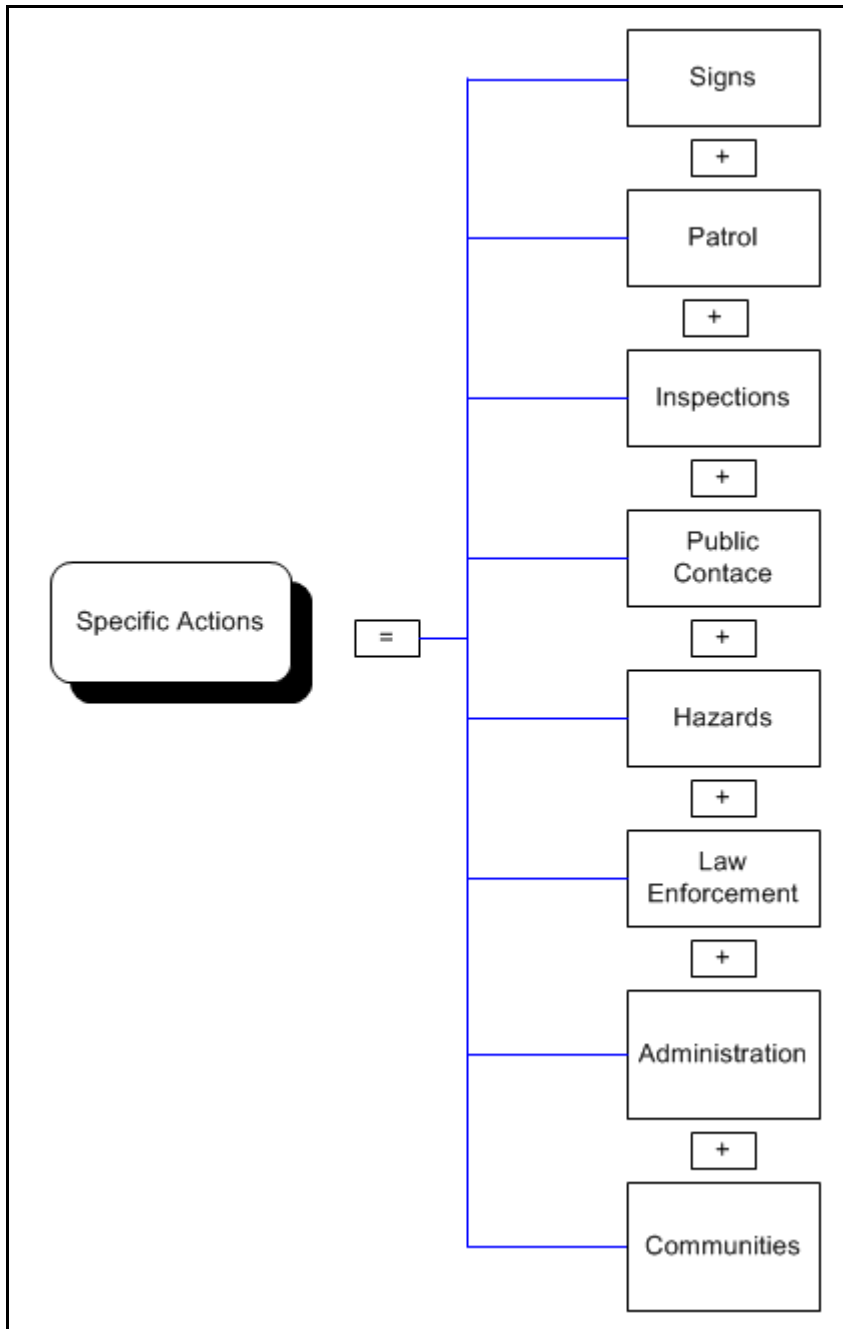 Signs
+
Patrol
+
Inspections
+
Public
Contace
+
Specific Actions
=
Hazards
+
Law
Enforcement
+
Administration
+
Communities